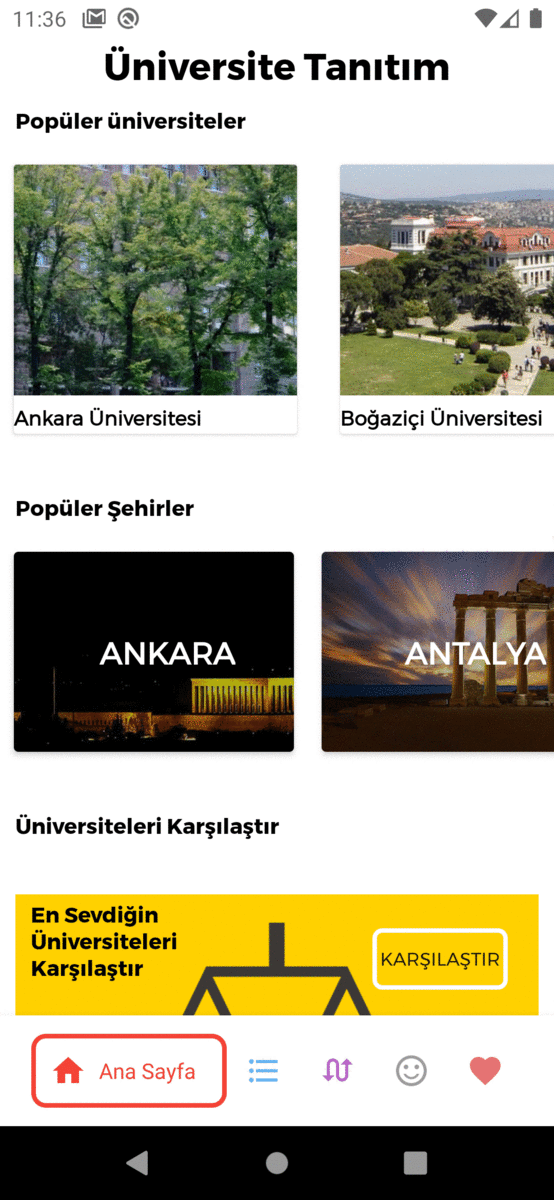 11:36
Üniversite Tanıtım
Popüler üniversiteler
Ankara Üniversitesi
Boğaziçi Üniversitesi
Popüler Şehirler
ANKARA
ANTALYA
Üniversiteleri Karşılaştır
En Sevdiğin
Üniversiteleri
Karşılaştır
KARŞILAŞTIR
Ana Sayfa